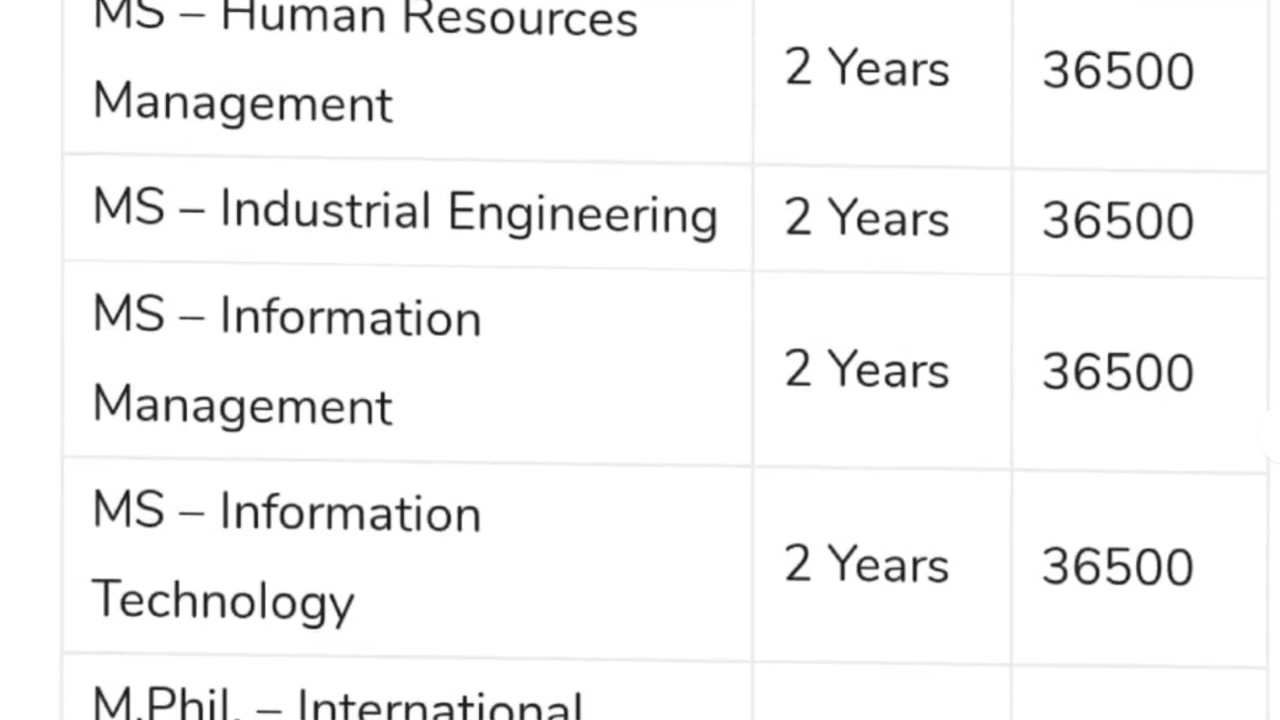 MS – Human Resources
Management
2 Years
36500
MS – Industrial Engineering
2 Years
36500
MS – Information
Management
2 Years
36500
MS – Information
Technology
2 Years
36500
M.Phil. – International